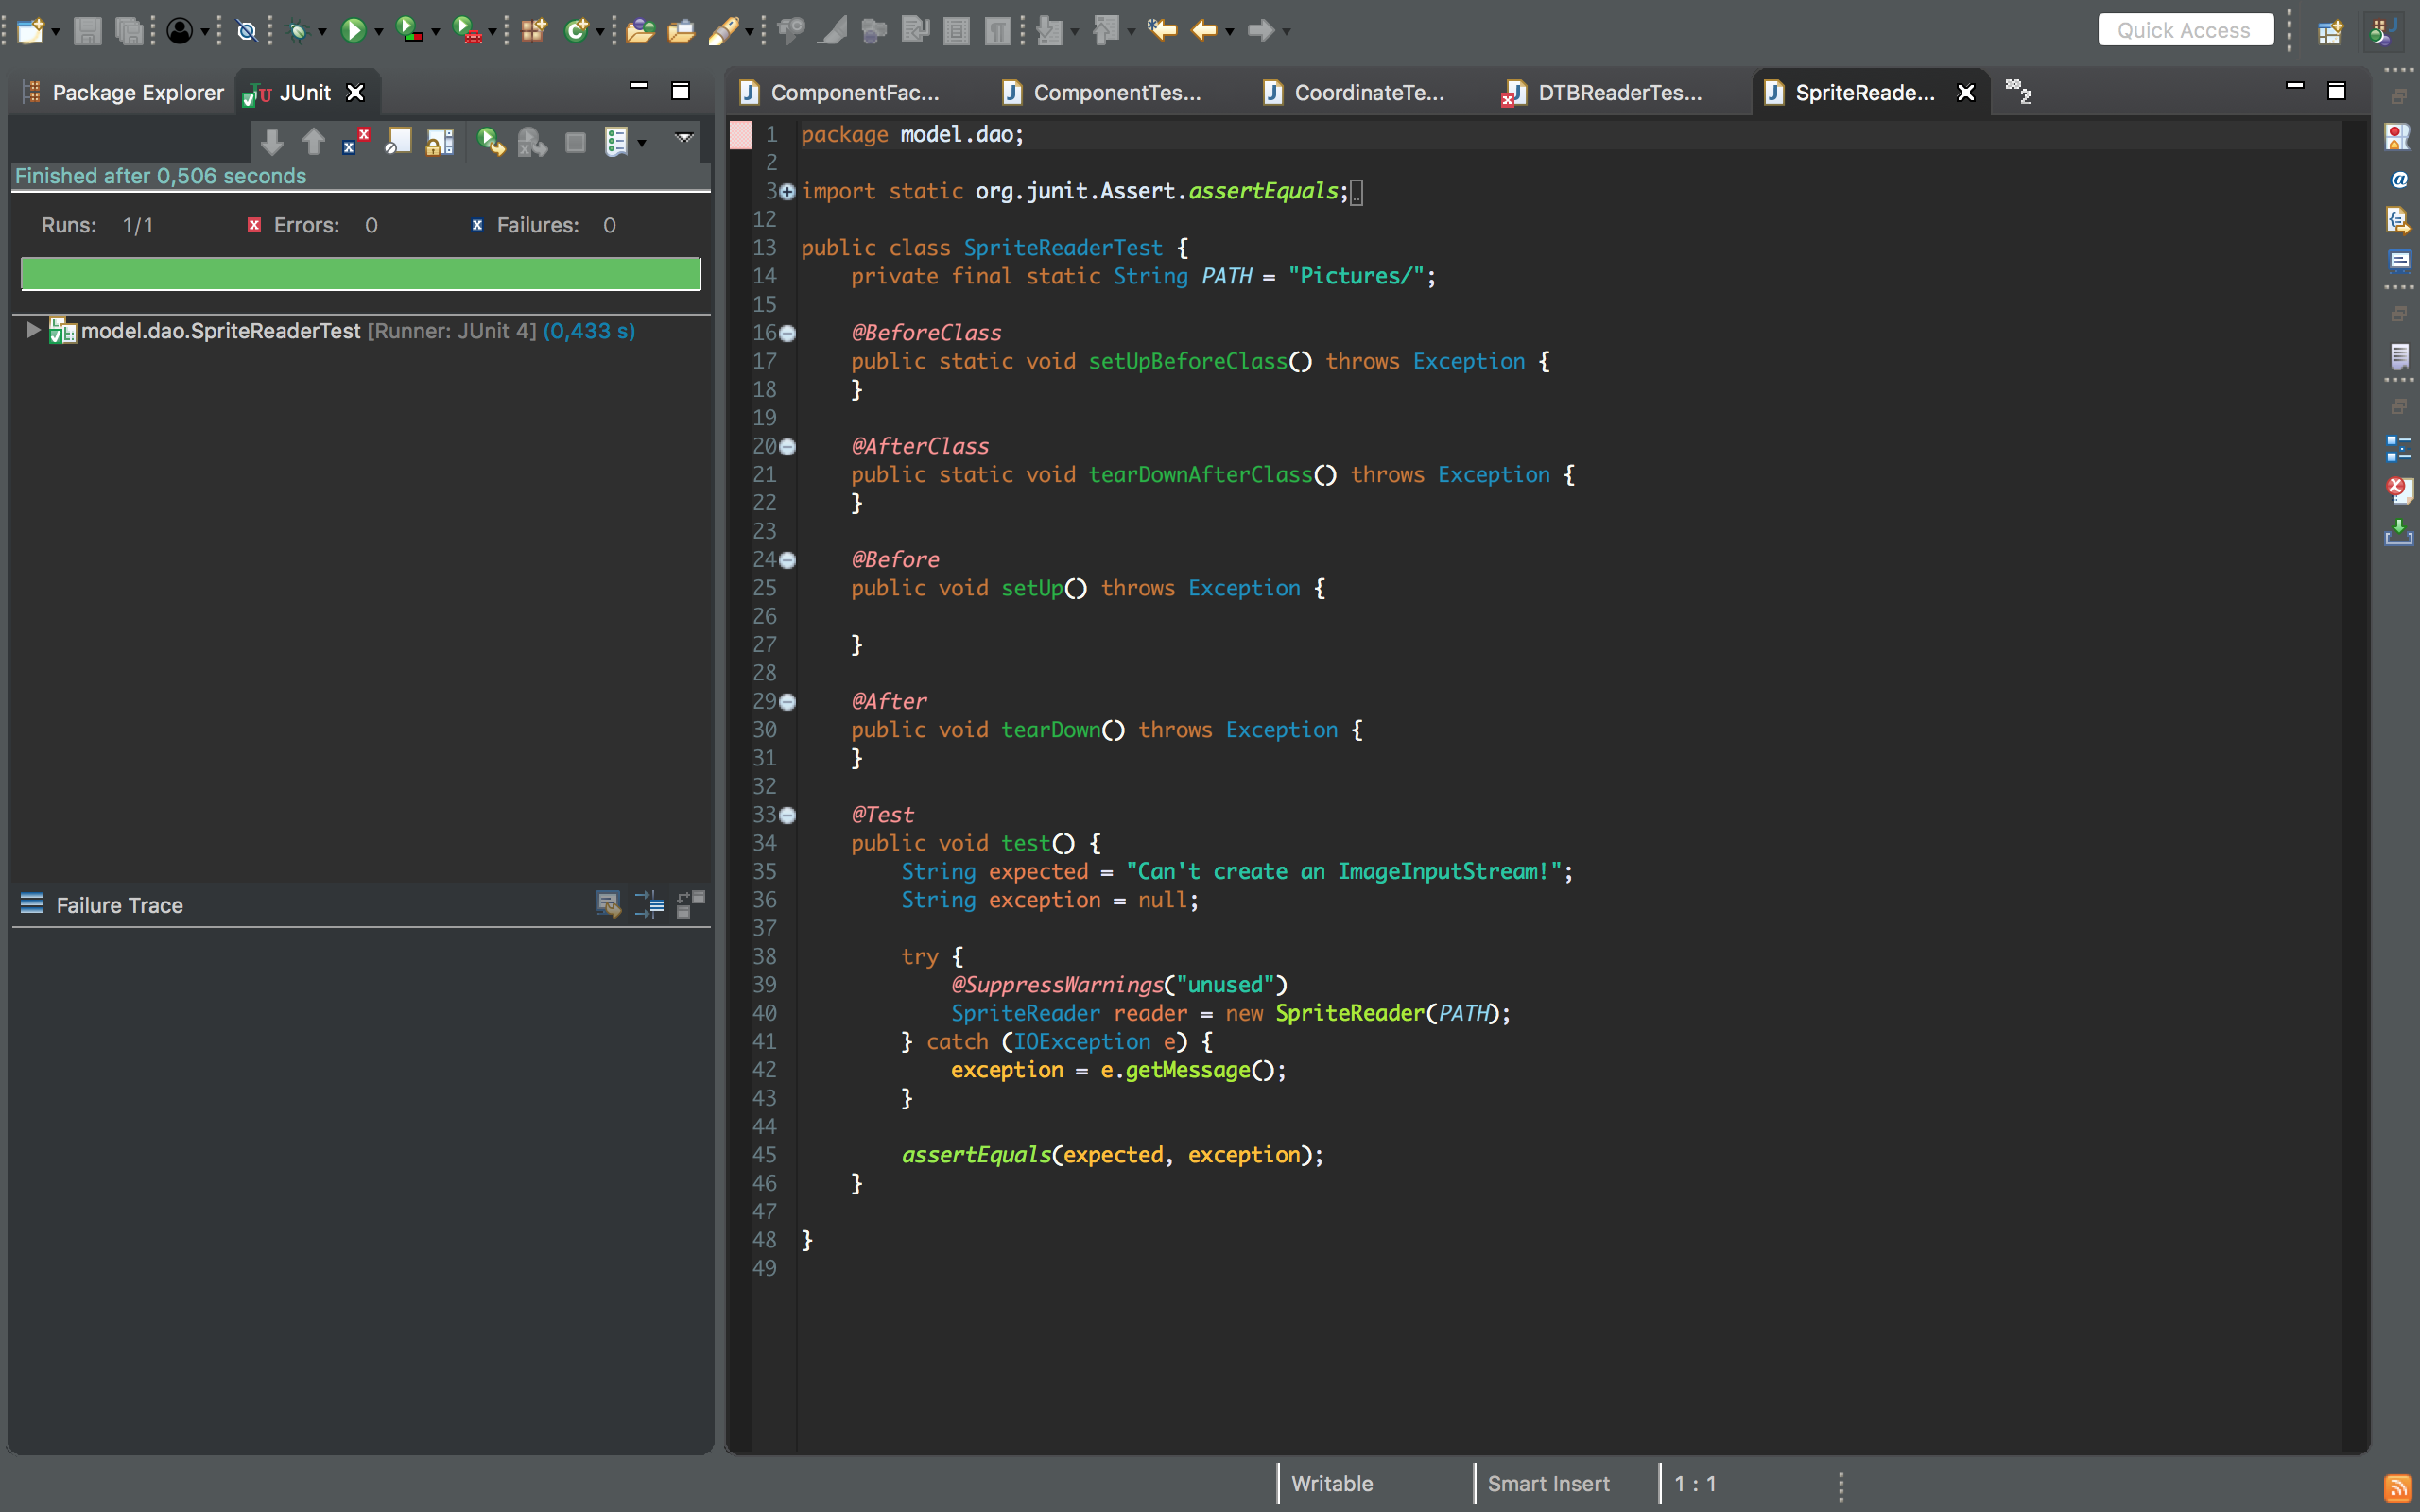 Quick Access
Package Explorer
JUnit
ComponentFac...
ComponentTes...
CoordinateTe...
DTBReaderTes...
SpriteReade...
2
Finished after 0,506 seconds
Runs: 1/1
Errors: 0
Failures: 0
model.dao.SpriteReaderTest [Runner: JUnit 4] (0,433 s)
Failure Trace
1 package model.dao;
2
3 import static org.junit.Assert.assertEquals;
12
13 public class SpriteReaderTest {
14     private final static String PATH = "Pictures/";
15
16     @BeforeClass
17     public static void setUpBeforeClass() throws Exception {
18     }
19
20     @AfterClass
21     public static void tearDownAfterClass() throws Exception {
22     }
23
24     @Before
25     public void setUp() throws Exception {
26
27     }
28
29     @After
30     public void tearDown() throws Exception {
31     }
32
33     @Test
34     public void test() {
35         String expected = "Can't create an ImageInputStream!";
36         String exception = null;
37
38         try {
39             @SuppressWarnings("unused")
40             SpriteReader reader = new SpriteReader(PATH);
41         } catch (IOException e) {
42             exception = e.getMessage();
43         }
44
45         assertEquals(expected, exception);
46     }
47
48 }
49
Writable
Smart Insert
1 : 1